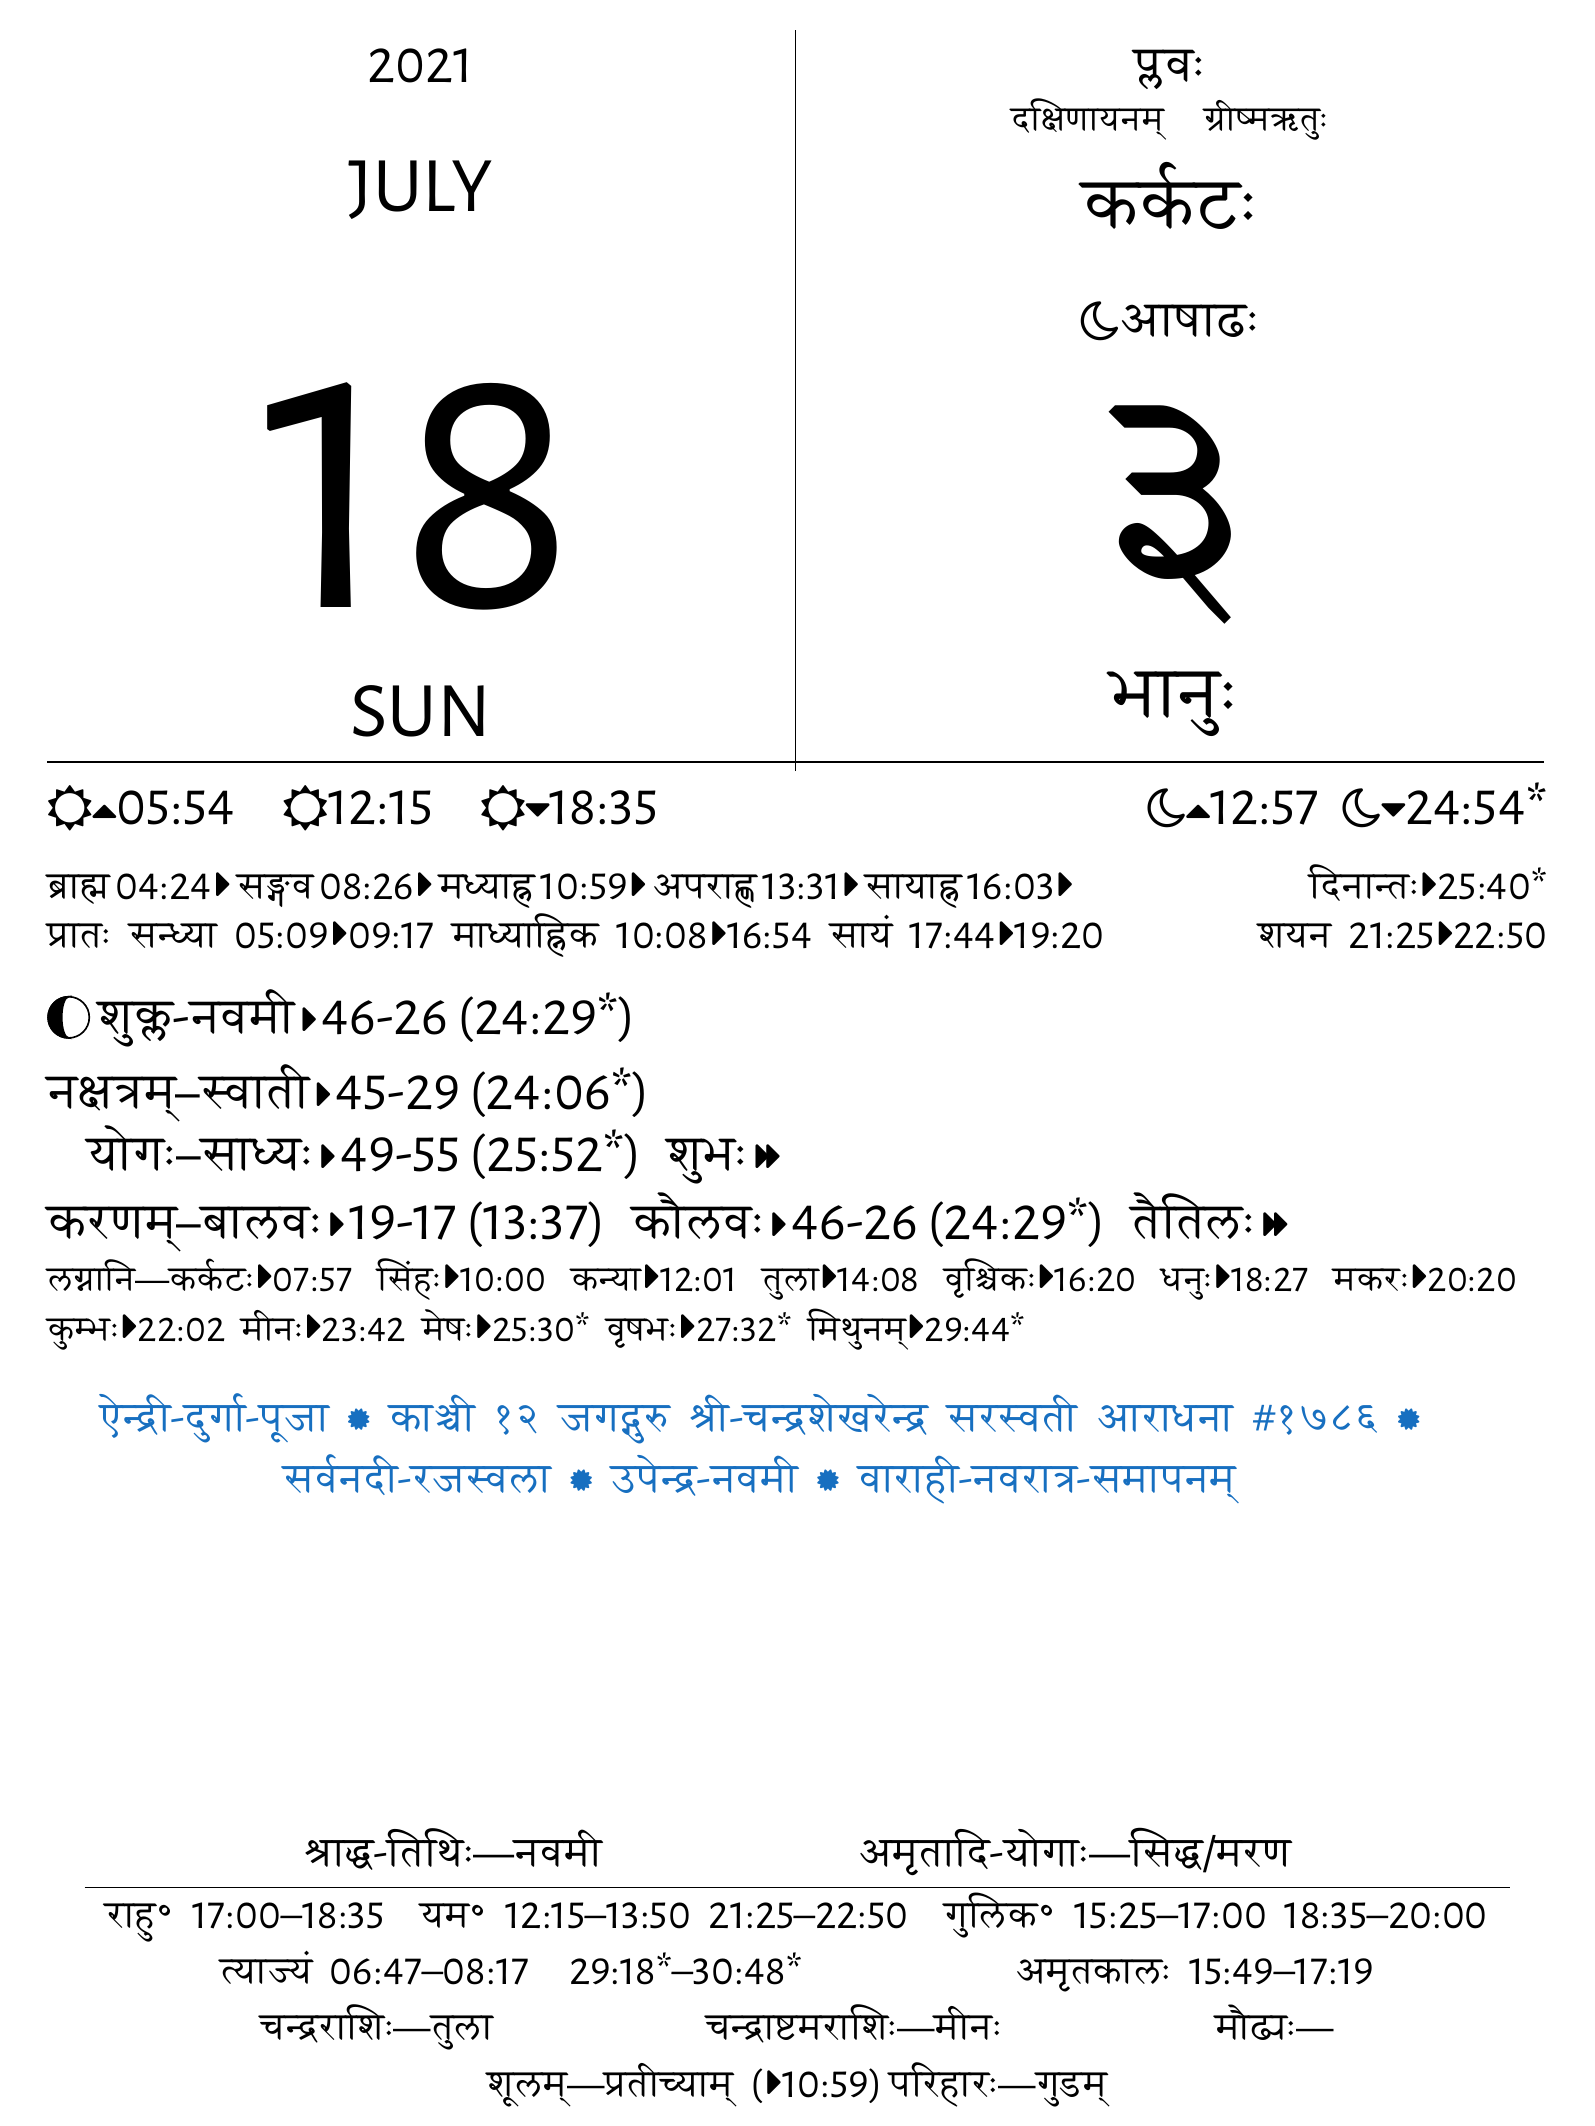 2021
JULY
18
SUN
प्लवः
दक्षिणायनम् ग्रीष्मऋतुः
कर्कटः
आषाढः
३
भानुः
05:54 12:15 18:35 12:57 24:54*
ब्राह्म 04:24 सङ्गव 08:26 मध्याह्न 10:59 अपराह्ण 13:31 सायाह्न 16:03 दिनान्तः 25:40*
प्रातः सन्ध्या 05:09 09:17 माध्याह्निक 10:08 16:54 सायं 17:44 19:20 शयन 21:25 22:50
शुक्ल-नवमी 46-26 (24:29*)
नक्षत्रम्–स्वाती 45-29 (24:06*)
योगः–साध्यः 49-55 (25:52*) शुभः
करणम्–बालवः 19-17 (13:37) कौलवः 46-26 (24:29*) तैतिलः
लग्नानि—कर्कटः 07:57 सिंहः 10:00 कन्या 12:01 तुला 14:08 वृश्चिकः 16:20 धनुः 18:27 मकरः 20:20
कुम्भः 22:02 मीनः 23:42 मेषः 25:30* वृषभः 27:32* मिथुनम् 29:44*
ऐन्द्री-दुर्गा-पूजा ✹ काञ्ची १२ जगद्गुरु श्री-चन्द्रशेखरेन्द्र सरस्वती आराधना #१७८६ ✹
सर्वनदी-रजस्वला ✹ उपेन्द्र-नवमी ✹ वाराही-नवरात्र-समापनम्
श्राद्ध-तिथिः—नवमी अमृतादि-योगाः—सिद्ध/मरण
राहु॰ 17:00–18:35 यम॰ 12:15–13:50 21:25–22:50 गुलिक॰ 15:25–17:00 18:35–20:00
त्याज्यं 06:47–08:17 29:18*–30:48* अमृतकालः 15:49–17:19
चन्द्रराशिः—तुला चन्द्राष्टमराशिः—मीनः मौढ्यः—
शूलम्—प्रतीच्याम् (10:59) परिहारः—गुडम्